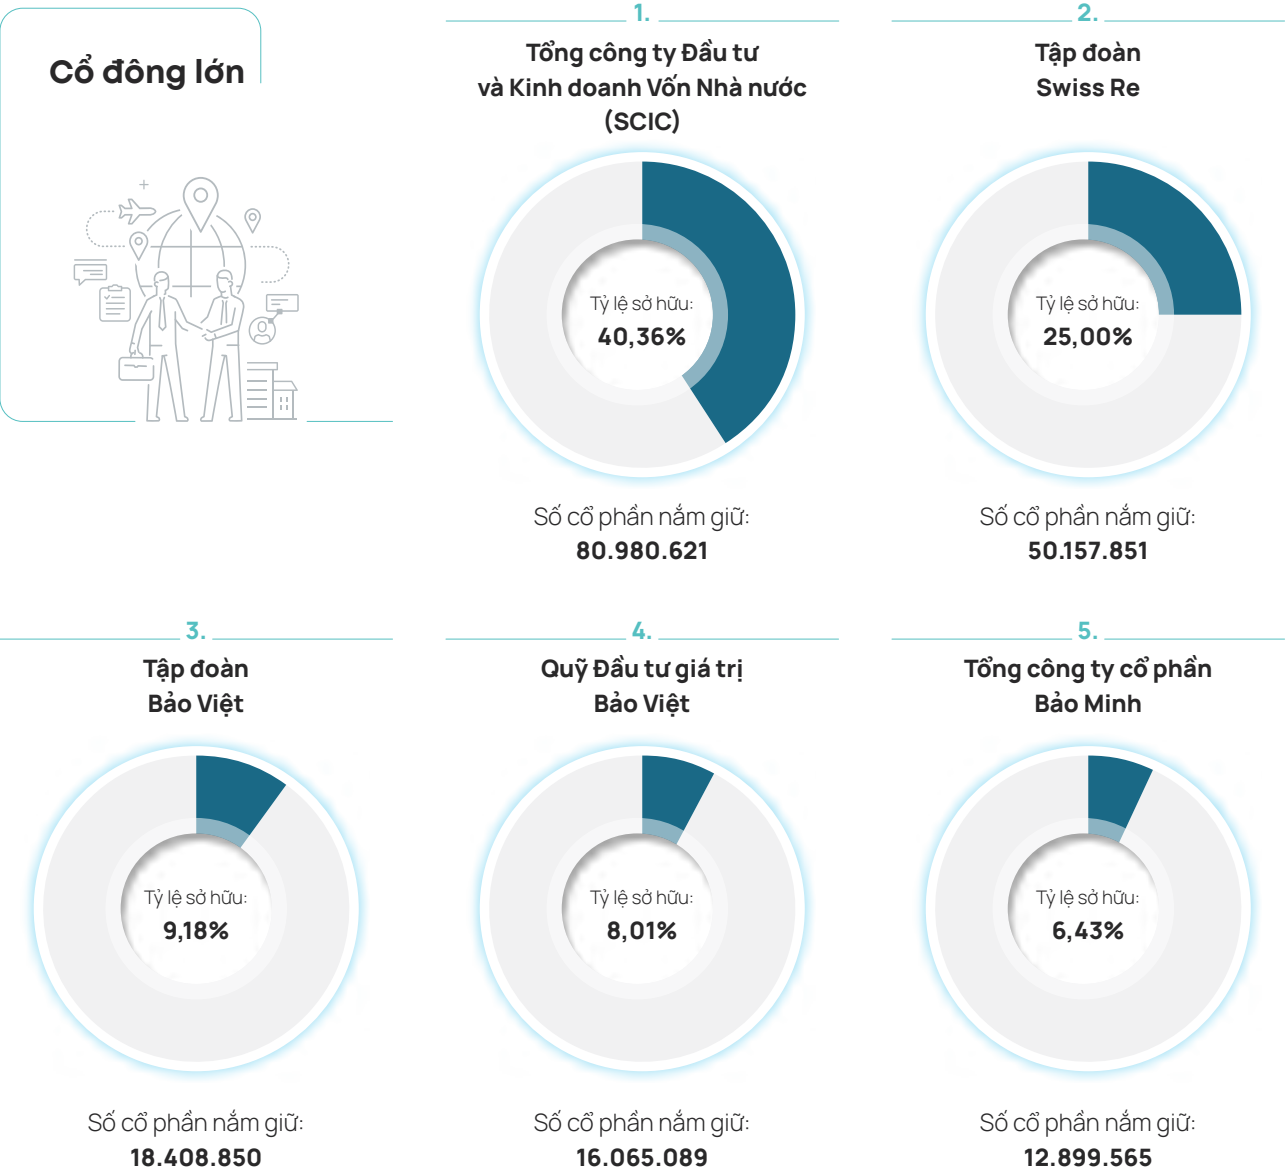 Cổ đông lớn
1.
Tổng công ty Đầu tư
và Kinh doanh Vốn Nhà nước
(SCIC)
Tỷ lệ sở hữu:
40,36%
Số cổ phần nắm giữ:
80.980.621
2.
Tập đoàn
Swiss Re
Tỷ lệ sở hữu:
25,00%
Số cổ phần nắm giữ:
50.157.851
3.
Tập đoàn
Bảo Việt
Tỷ lệ sở hữu:
9,18%
Số cổ phần nắm giữ:
18.408.850
4.
Quỹ Đầu tư giá trị
Bảo Việt
Tỷ lệ sở hữu:
8,01%
Số cổ phần nắm giữ:
16.065.089
5.
Tổng công ty cổ phần
Bảo Minh
Tỷ lệ sở hữu:
6,43%
Số cổ phần nắm giữ:
12.899.565